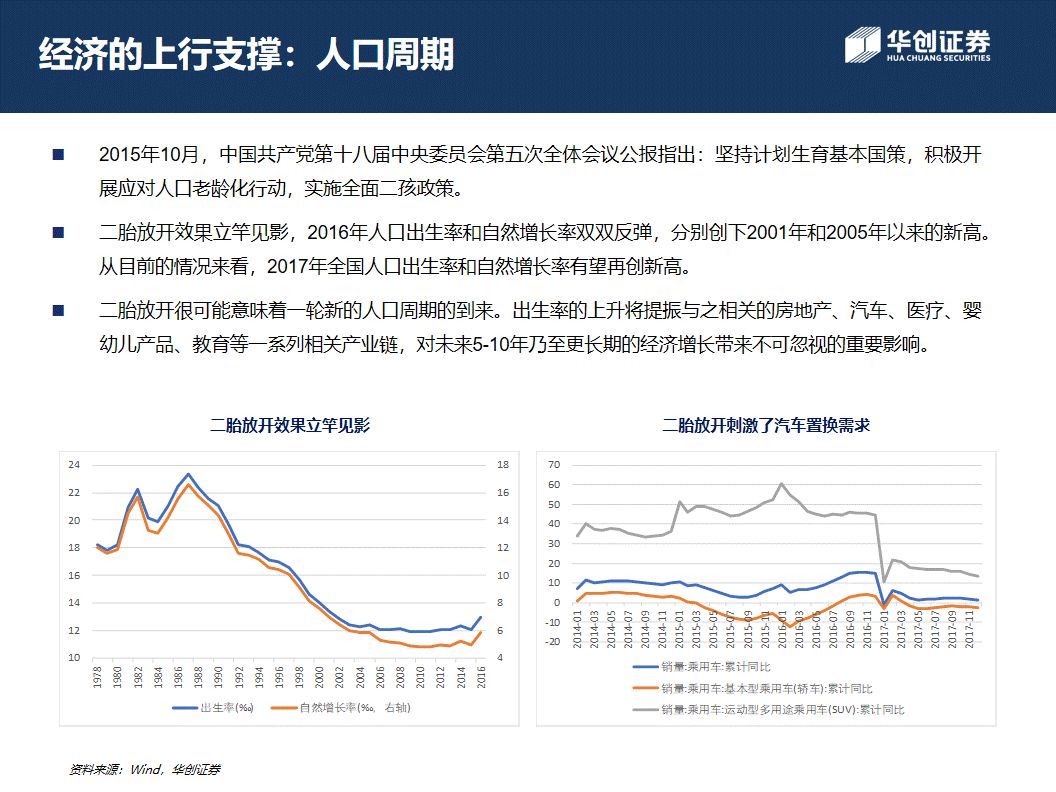 经济的上行支撑：人口周期
华创证券
HUA CHUANG SECURITIES
■ 2015年10月，中国共产党第十八届中央委员会第五次全体会议公报指出：坚持计划生育基本国策，积极开
展应对人口老龄化行动，实施全面二孩政策。
■ 二胎放开效果立竿见影，2016年人口出生率和自然增长率双双反弹，分别创下2001年和2005年以来的新高。
从目前的情况来看，2017年全国人口出生率和自然增长率有望再创新高。
■ 二胎放开很可能意味着一轮新的人口周期的到来。出生率的上升将提振与之相关的房地产、汽车、医疗、婴
幼儿产品、教育等一系列相关产业链，对未来5-10年乃至更长期的经济增长带来不可忽视的重要影响。
二胎放开效果立竿见影
24
22
20
18
16
14
12
10
18
16
14
12
10
8
6
4
1978 1980 1982 1984 1986 1988 1990 1992 1994 1996 1998 2000 2002 2004 2006 2008 2010 2012 2014 2016
出生率(‰) 自然增长率(‰，右轴)
二胎放开刺激了汽车置换需求
70
60
50
40
30
20
10
0
-10
-20
2014-01 2014-03 2014-05 2014-07 2014-09 2014-11 2015-01 2015-03 2015-05 2015-07 2015-09 2015-11 2016-01 2016-03 2016-05 2016-07 2016-09 2016-11 2017-01 2017-03 2017-05 2017-07 2017-09 2017-11
销量:乘用车:累计同比
销量:乘用车:基本型乘用车(轿车):累计同比
销量:乘用车:运动型多用途乘用车(SUV):累计同比
资料来源：Wind，华创证券